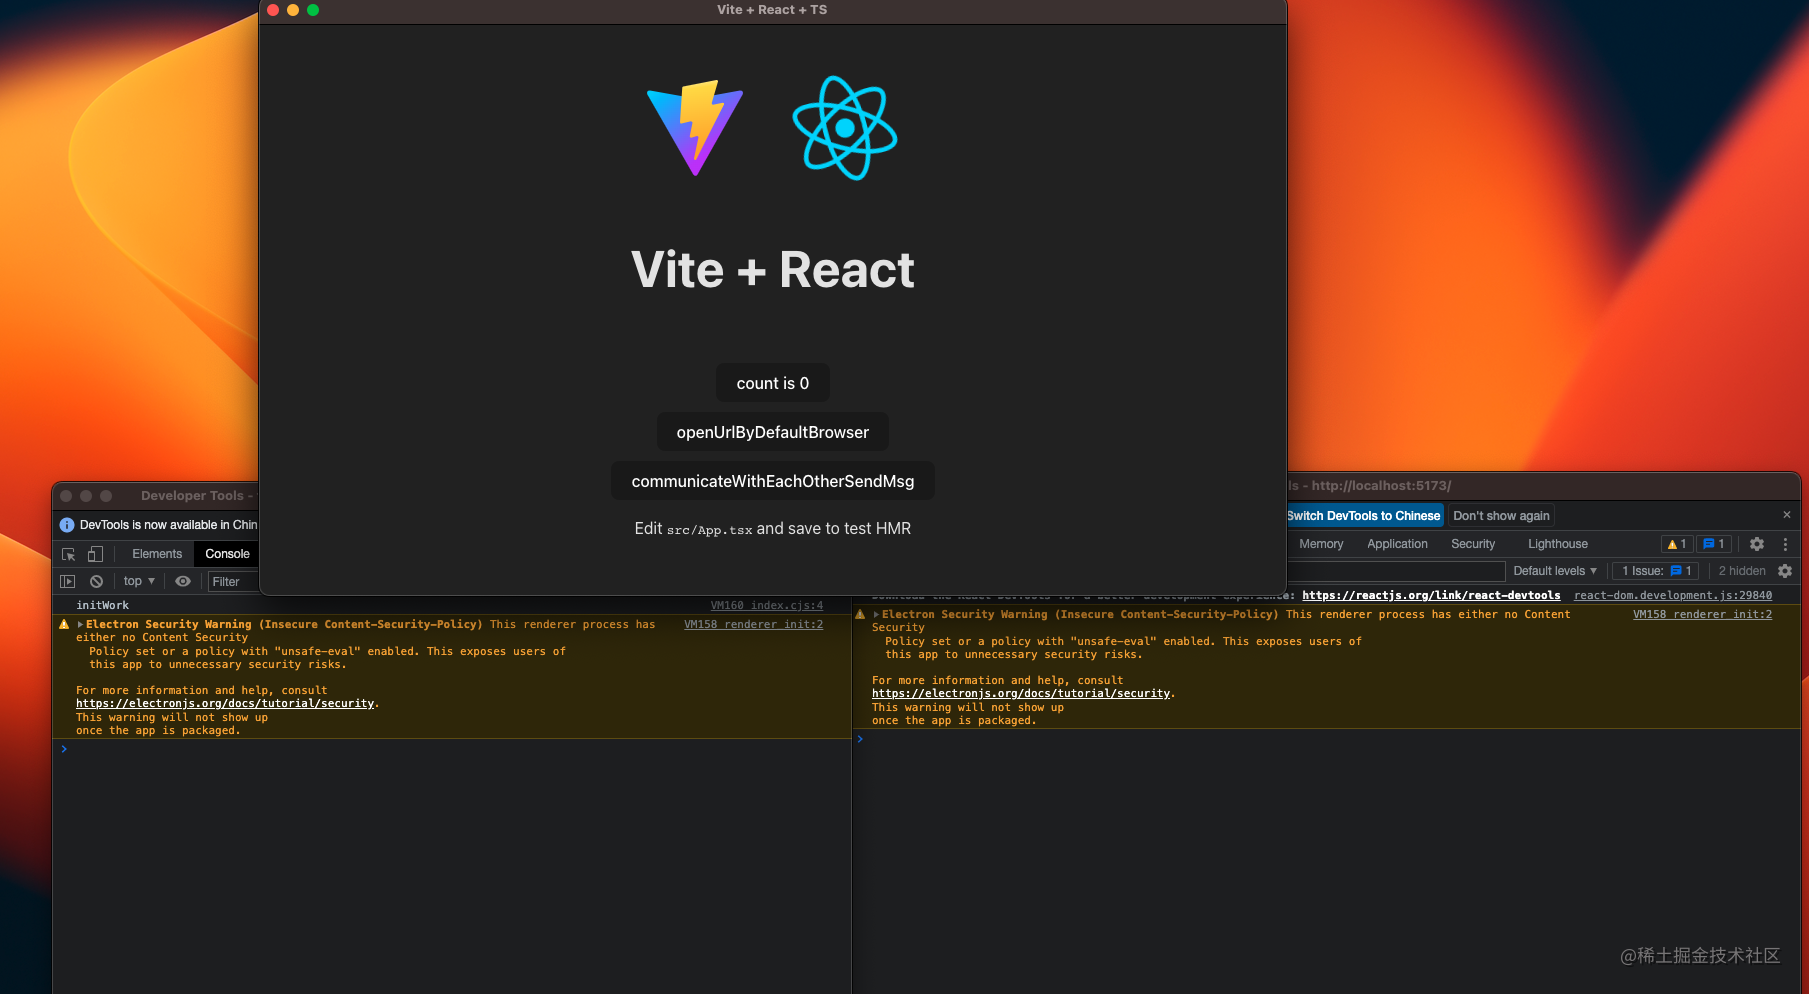 Vite + React + TS
Vite + React
count is 0
openUrlByDefaultBrowser
communicateWithEachOtherSendMsg
Edit src/App.tsx and save to test HMR
Developer Tools -
DevTools is now available in Chin
Elements Console
top Filter
initWork VM160 index.cjs:4
Electron Security Warning (Insecure Content-Security-Policy) This renderer process has VM158 renderer_init:2
either no Content Security
Policy set or a policy with "unsafe-eval" enabled. This exposes users of
this app to unnecessary security risks.
For more information and help, consult
https://electronjs.org/docs/tutorial/security.
This warning will not show up
once the app is packaged.
ls - http://localhost:5173/
Switch DevTools to Chinese Don't show again
Memory Application Security Lighthouse 1 1
Default levels 1 Issue: 1 2 hidden
Download the React DevTools for a better development experience: https://reactjs.org/link/react-devtools react-dom.development.js:29840
Electron Security Warning (Insecure Content-Security-Policy) This renderer process has either no Content VM158 renderer_init:2
Security
Policy set or a policy with "unsafe-eval" enabled. This exposes users of
this app to unnecessary security risks.
For more information and help, consult
https://electronjs.org/docs/tutorial/security.
This warning will not show up
once the app is packaged.
@稀土掘金技术社区